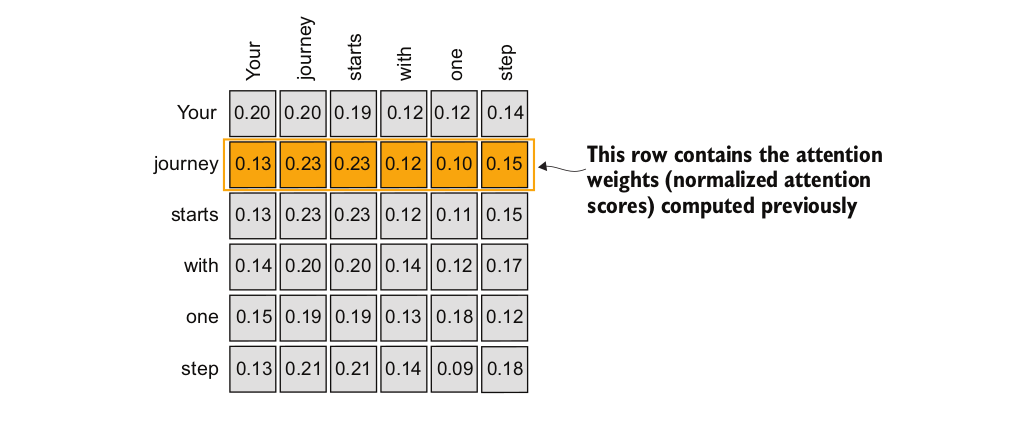 Your journey starts with one step
Your 0.20 0.20 0.19 0.12 0.12 0.14
journey 0.13 0.23 0.23 0.12 0.10 0.15
This row contains the attention
weights (normalized attention
scores) computed previously
starts 0.13 0.23 0.23 0.12 0.11 0.15
with 0.14 0.20 0.20 0.14 0.12 0.17
one 0.15 0.19 0.19 0.13 0.18 0.12
step 0.13 0.21 0.21 0.14 0.09 0.18